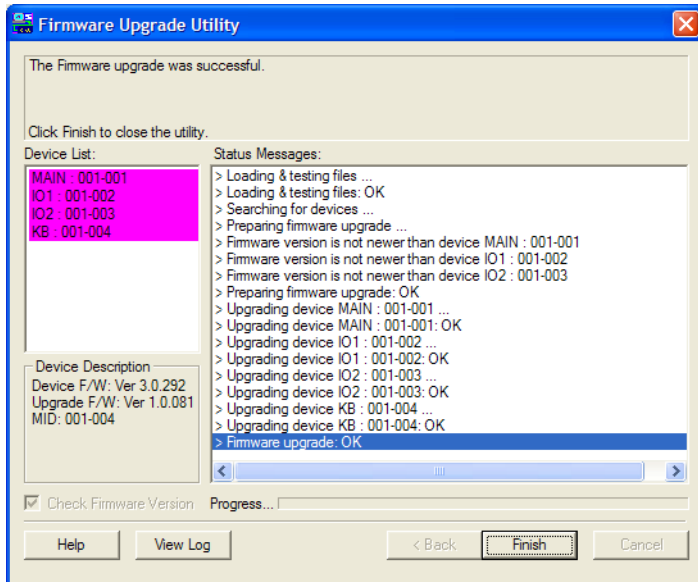 Firmware Upgrade Utility
The Firmware upgrade was successful.
Click Finish to close the utility.
Device List:
MAIN : 001-001
IO1 : 001-002
IO2 : 001-003
KB : 001-004
Status Messages:
> Loading & testing files ...
> Loading & testing files: OK
> Searching for devices ...
> Preparing firmware upgrade ...
> Firmware version is not newer than device MAIN : 001-001
> Firmware version is not newer than device IO1 : 001-002
> Firmware version is not newer than device IO2 : 001-003
> Preparing firmware upgrade: OK
> Upgrading device MAIN : 001-001 ...
> Upgrading device MAIN : 001-001: OK
> Upgrading device IO1 : 001-002 ...
> Upgrading device IO1 : 001-002: OK
> Upgrading device IO2 : 001-003 ...
> Upgrading device IO2 : 001-003: OK
> Upgrading device KB : 001-004 ...
> Upgrading device KB : 001-004: OK
> Firmware upgrade: OK
Device Description
Device F/W: Ver 3.0.292
Upgrade F/W: Ver 1.0.081
MID: 001-004
Check Firmware Version
Progress...
Help
View Log
< Back
Finish
Cancel